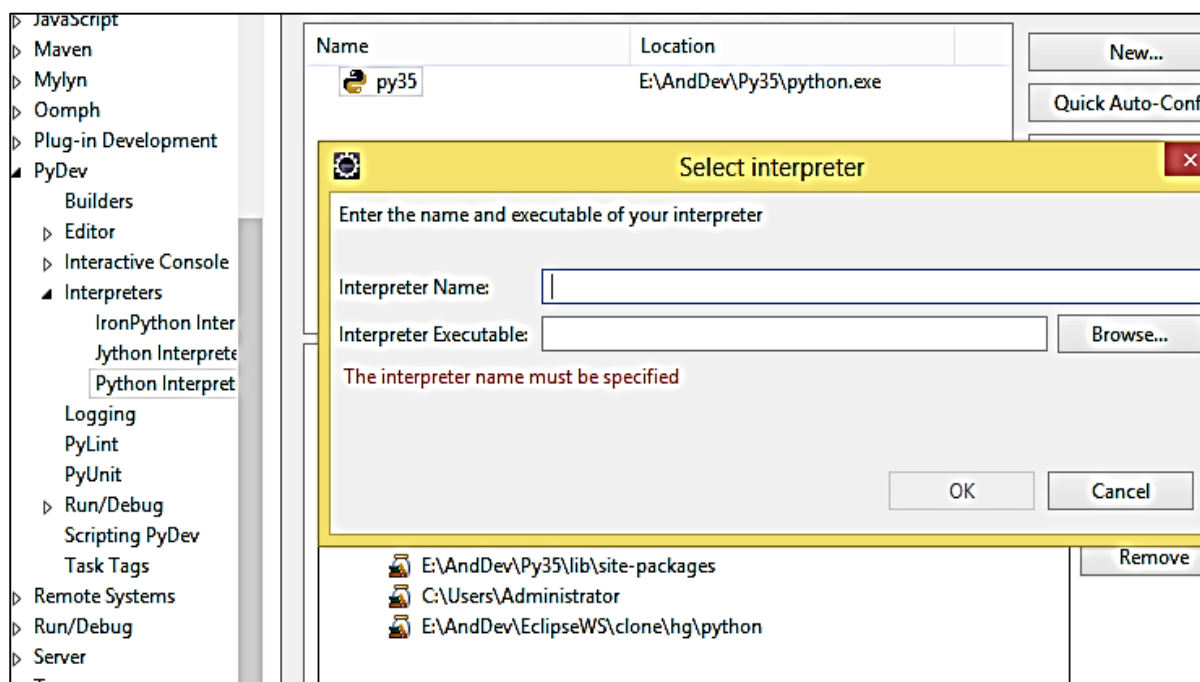 JavaScript
Maven
Mylyn
Oomph
Plug-in Development
PyDev
Builders
Editor
Interactive Console
Interpreters
IronPython Inter
Jython Interprete
Python Interpret
Logging
PyLint
PyUnit
Run/Debug
Scripting PyDev
Task Tags
Remote Systems
Run/Debug
Server
Name Location
py35 E:\AndDev\Py35\python.exe
New...
Quick Auto-Conf
Select interpreter
Enter the name and executable of your interpreter
Interpreter Name:
Interpreter Executable:
Browse...
The interpreter name must be specified
OK Cancel
Remove
E:\AndDev\Py35\lib\site-packages
C:\Users\Administrator
E:\AndDev\EclipseWS\clone\hg\python